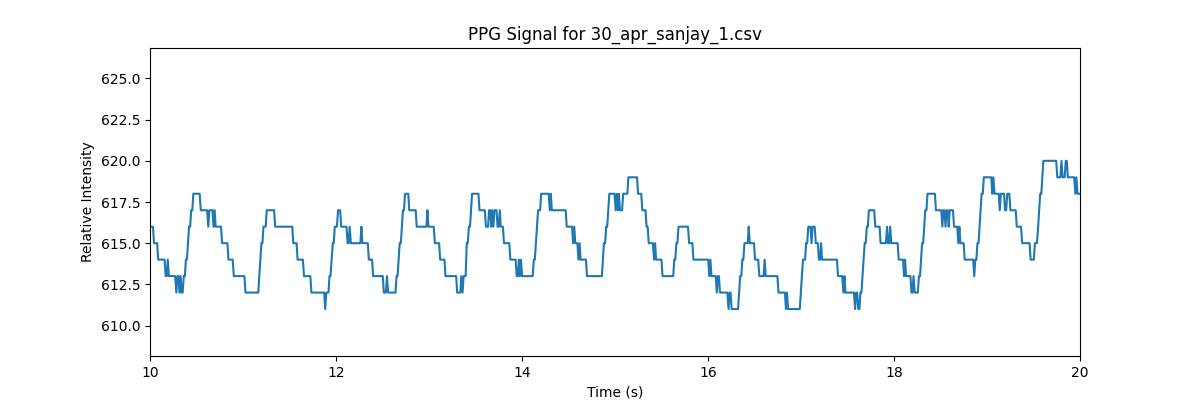 PPG Signal for 30_apr_sanjay_1.csv
Relative Intensity
625.0
622.5
620.0
617.5
615.0
612.5
610.0
10 12 14 16 18 20
Time (s)